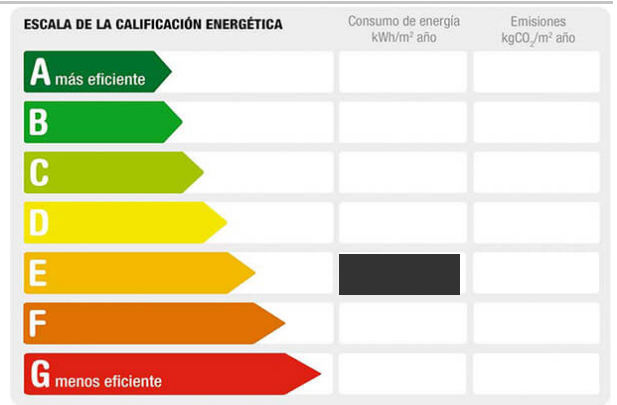 ESCALA DE LA CALIFICACIÓN ENERGÉTICA
Consumo de energía
kWh/m² año
Emisiones
kgCO₂/m² año
A más eficiente
B
C
D
E
F
G menos eficiente